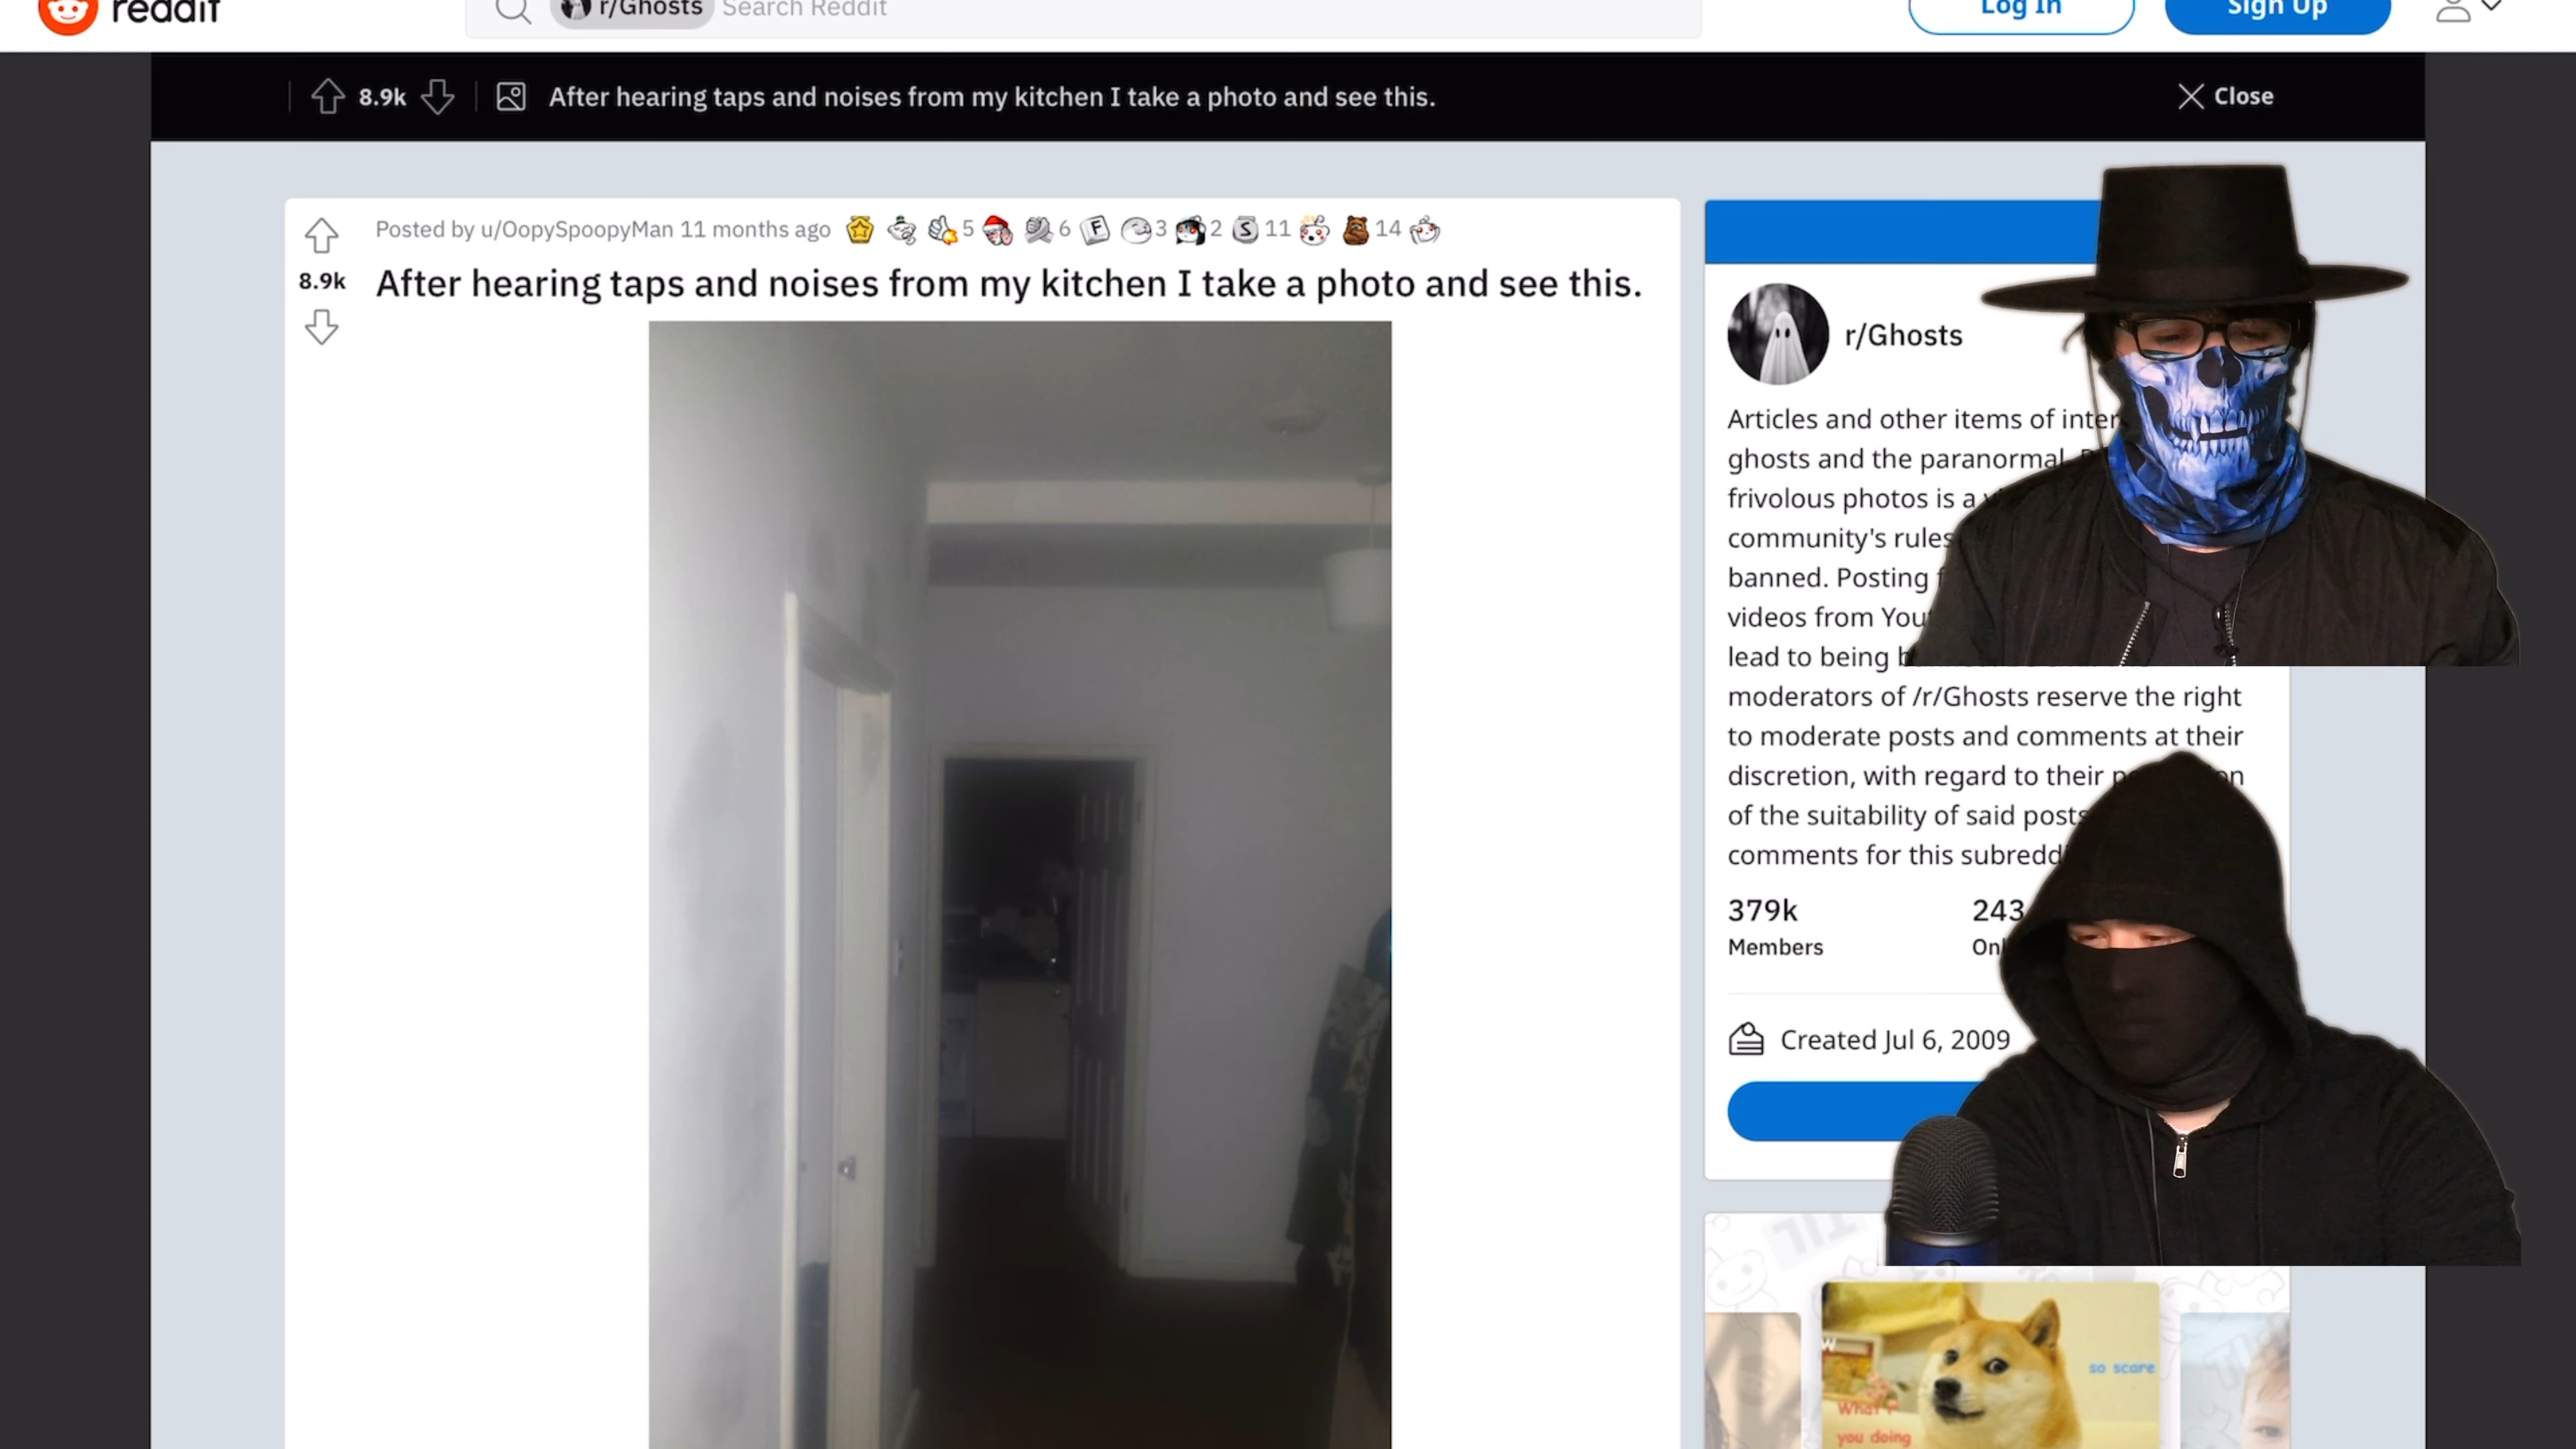 reddit
r/Ghosts Search Reddit
Log In
Sign Up
8.9k
After hearing taps and noises from my kitchen I take a photo and see this.
Close
Posted by u/OopySpoopyMan 11 months ago 5 6 F 3 2 S 11 14
8.9k
After hearing taps and noises from my kitchen I take a photo and see this.
r/Ghosts
Articles and other items of
ghosts and the paranormal.
frivolous photos is a
community's rules
banned. Posting
videos from
lead to being
moderators of /r/Ghosts reserve the right
to moderate posts and comments at their
discretion, with regard to their
of the suitability of said posts
comments for this
379k
243
Members
Created Jul 6, 2009
TIL
so scare
What r
you doing